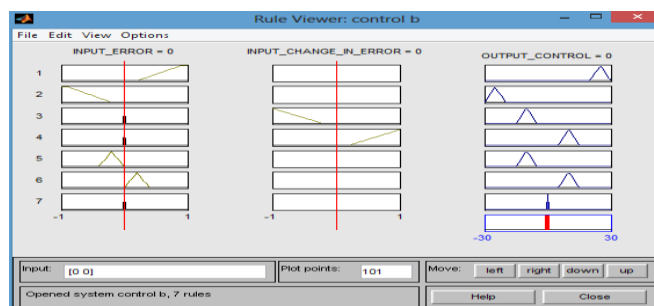 Rule Viewer: control b
File Edit View Options
INPUT_ERROR = 0 INPUT_CHANGE_IN_ERROR = 0 OUTPUT_CONTROL = 0
1
2
3
4
5
6
7
-1 1 -1 1
-30 30
Input: [0 0] Plot points: 101 Move: left right down up
Opened system control b, 7 rules Help Close